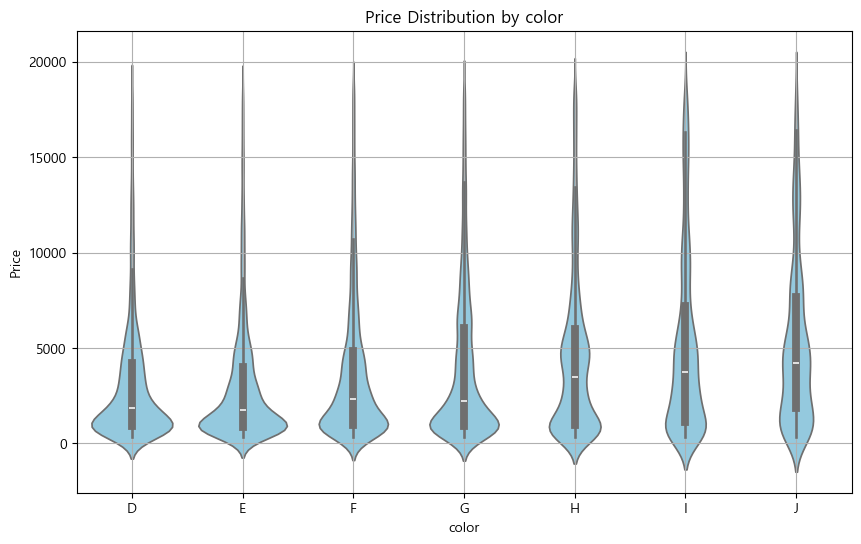 Price Distribution by color
20000
15000
10000
5000
0
Price
D E F G H I J
color